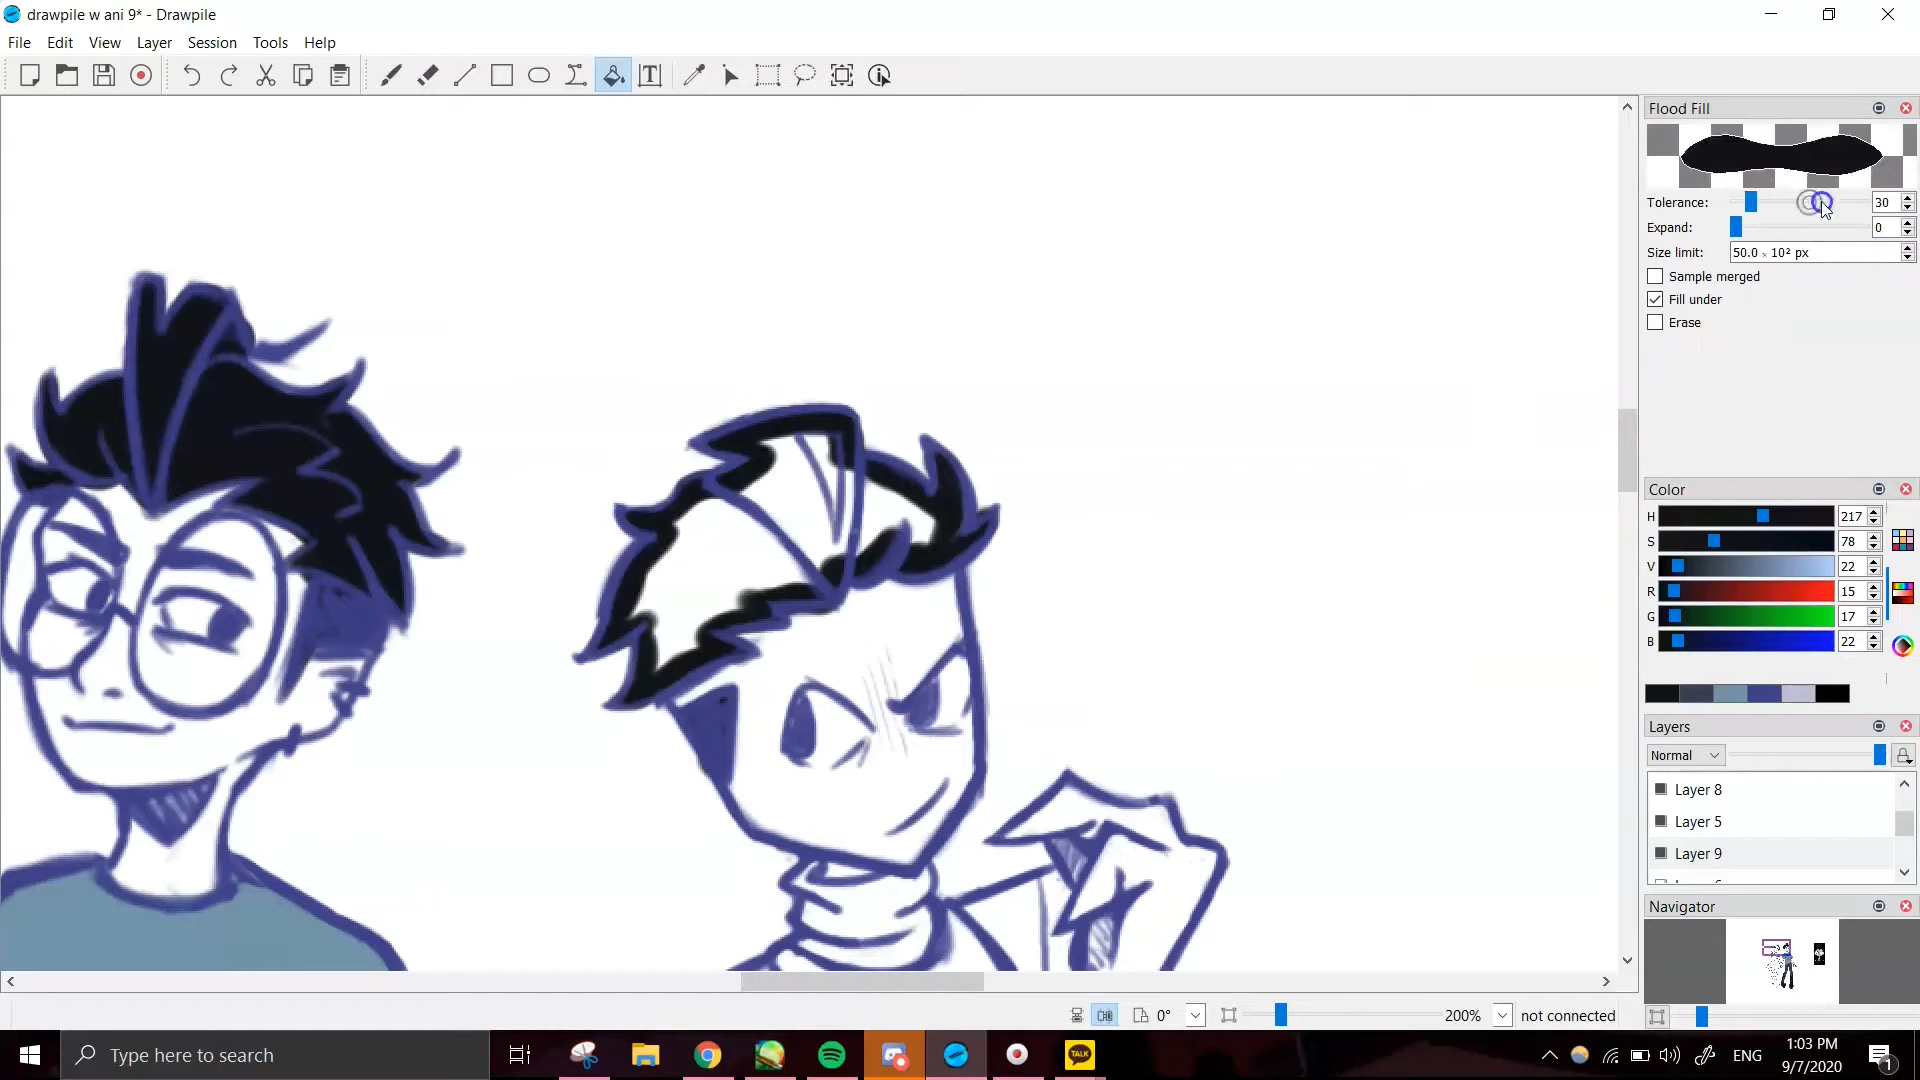 drawpile w ani 9* - Drawpile
File Edit View Layer Session Tools Help
T
Flood Fill
Tolerance: 30
Expand: 0
Size limit: 50.0 × 10² px
Sample merged
Fill under
Erase
Color
H 217
S 78
V 22
R 15
G 17
B 22
Layers
Normal
Layer 8
Layer 5
Layer 9
Navigator
0° 200% not connected
Type here to search
TALK
ENG
1:03 PM
9/7/2020
1